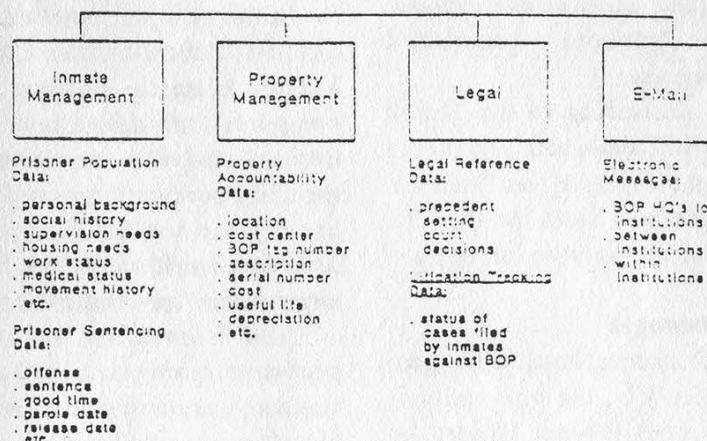 Inmate
Management
Prisoner Population
Data:
. personal background
. social history
. supervision needs
. housing needs
. work status
. medical status
. movement history
. etc.
Prisoner Sentencing
Data:
. offense
. sentence
. good time
. parole date
. release date
. etc.
Property
Management
Property
Accountability
Data:
. location
. cost center
. BOP tag number
. description
. serial number
. cost
. useful life
. depreciation
. etc.
Legal
Legal Reference
Data:
. precedent
setting
court
decisions
Litigation Tracking
Data:
. status of
cases filed
by inmates
against BOP
E-Mail
Electronic
Messages:
. BOP HQ's to
institutions
. between
institutions
. within
institutions